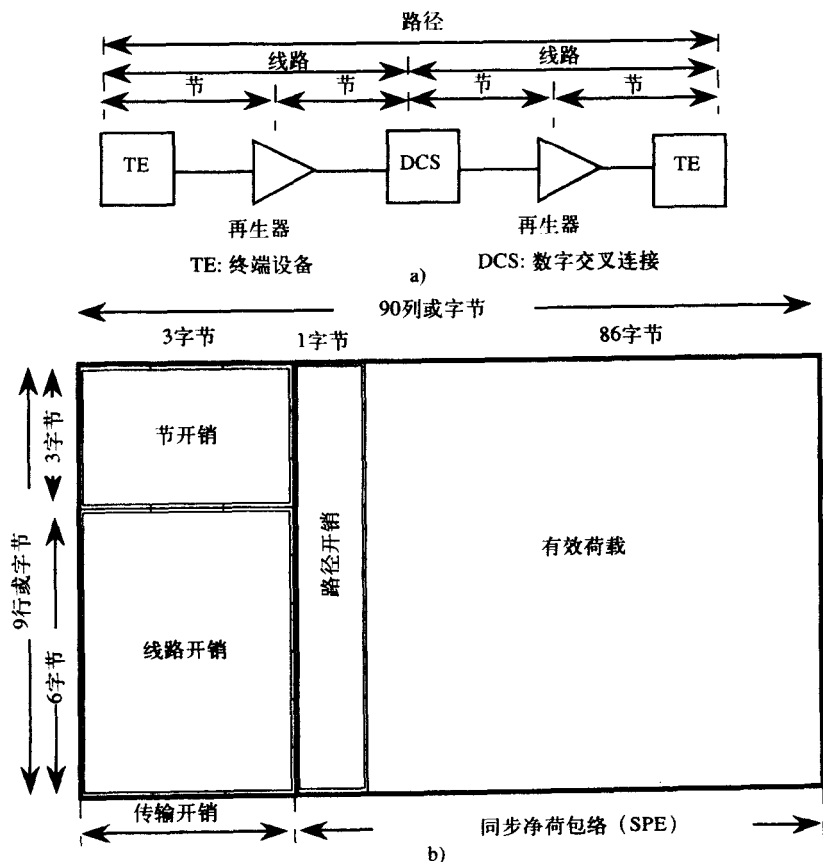 路径
线路 线路
节 节 节 节
TE DCS TE
再生器 再生器
TE: 终端设备 DCS: 数字交叉连接
a)
90列或字节
3字节 1字节 86字节
3字节
节开销
9行或字节
路径开销
有效荷载
6字节
线路开销
传输开销 同步净荷包络（SPE）
b)